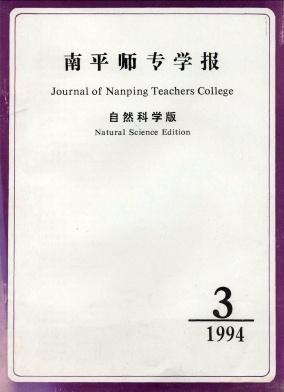 南平师专学报
Journal of Nanping Teachers College
自然科学版
Natural Science Edition
3
1994